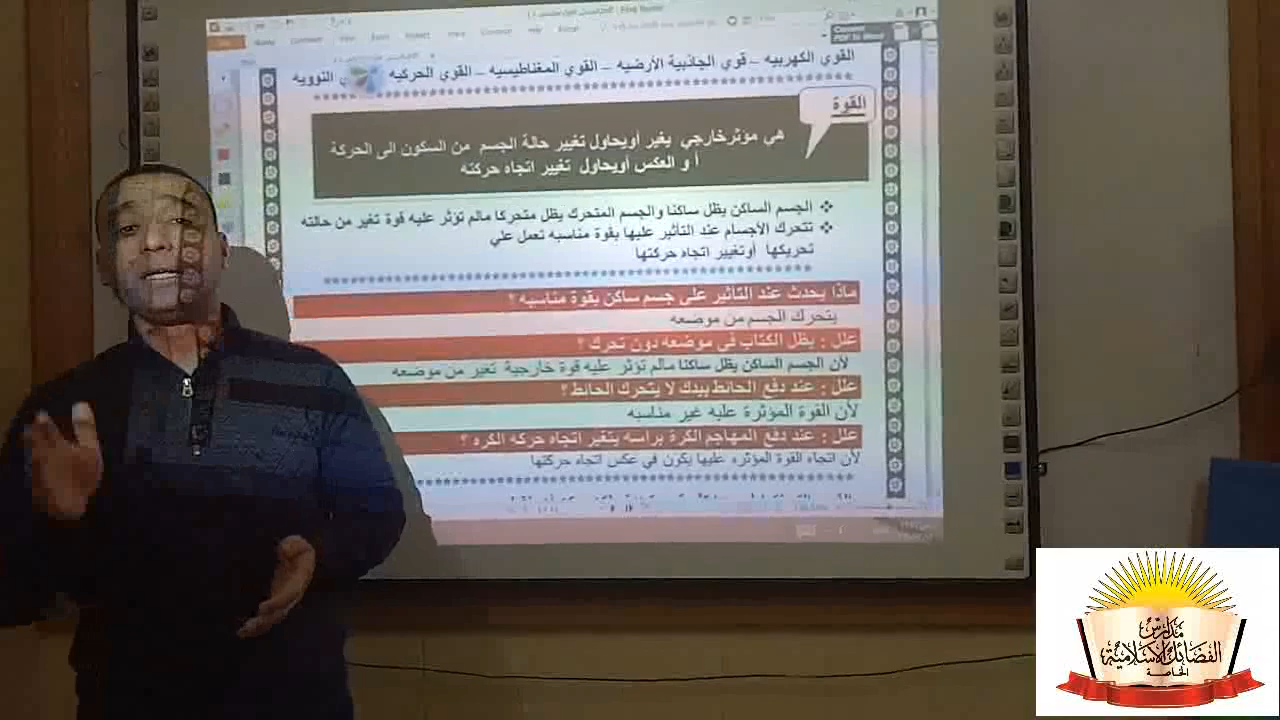 القوي الكهربيه – قوي الجاذبية الأرضيه – القوي المغناطيسيه – القوي الحركيه النوويه
القوة
هي مؤثرخارجي يغير أويحاول تغيير حالة الجسم من السكون الى الحركة
أ و العكس أويحاول تغيير اتجاه حركته
الجسم الساكن يظل ساكنا والجسم المتحرك يظل متحركا مالم تؤثر عليه قوة تغير من حالته
تتحرك الأجسام عند التأثير عليها بقوة مناسبه تعمل علي
تحريكها أوتغيير اتجاه حركتها
ماذا يحدث عند التأثير على جسم ساكن بقوة مناسبه ؟
يتحرك الجسم من موضعه
علل : يظل الكتاب في موضعه دون تحرك ؟
لأن الجسم الساكن يظل ساكنا مالم تؤثر عليه قوة خارجية تغير من موضعه
علل : عند دفع الحائط بيدك لا يتحرك الحائط ؟
لأن القوة المؤثرة عليه غير مناسبه
علل : عند دفع المهاجم الكرة براسه يتغير اتجاه حركه الكره ؟
لأن اتجاه القوة المؤثره عليها يكون في عكس اتجاه حركتها
مدارس
الفضائل الاسلامية
الخاصة